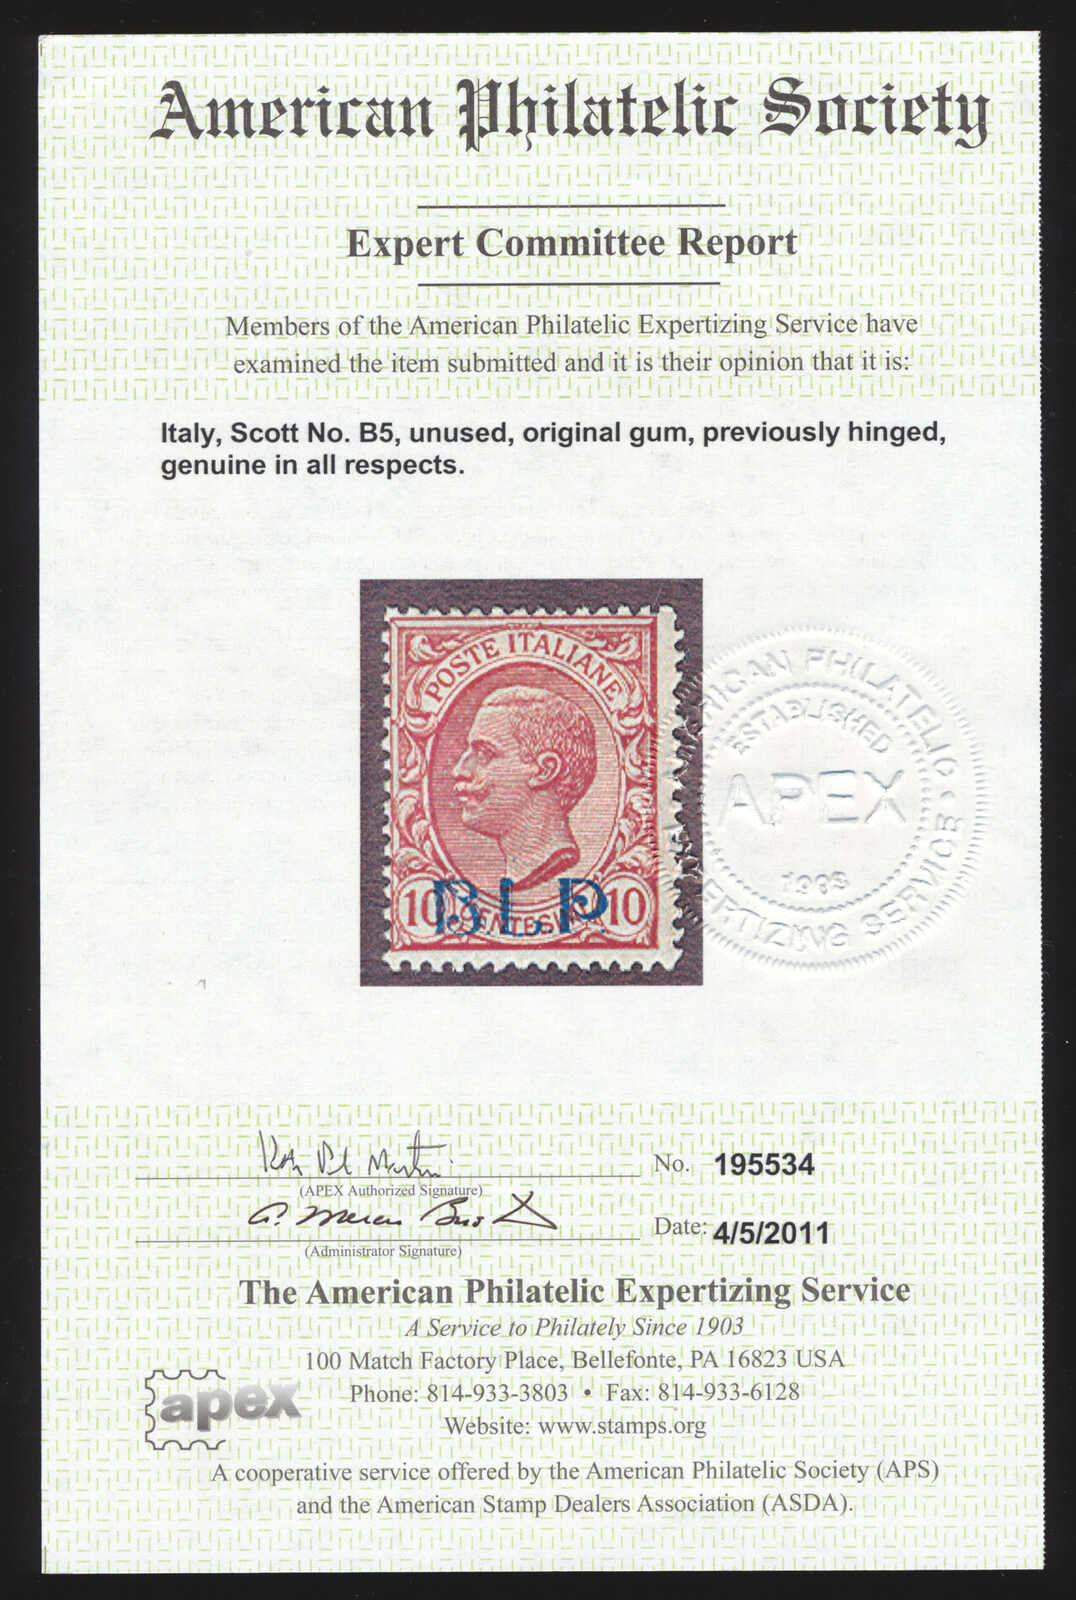 American Philatelic Society
Expert Committee Report
Members of the American Philatelic Expertizing Service have
examined the item submitted and it is their opinion that it is:
Italy, Scott No. B5, unused, original gum, previously hinged,
genuine in all respects.
POSTE ITALIANE
10 10
B.L.P.
ESTABLISHED
APEX
1903
PHILATELIC
SERVICE
No. 195534
(APEX Authorized Signature)
Date: 4/5/2011
(Administrator Signature)
The American Philatelic Expertizing Service
A Service to Philately Since 1903
100 Match Factory Place, Bellefonte, PA 16823 USA
Phone: 814-933-3803 • Fax: 814-933-6128
Website: www.stamps.org
apex
A cooperative service offered by the American Philatelic Society (APS)
and the American Stamp Dealers Association (ASDA).